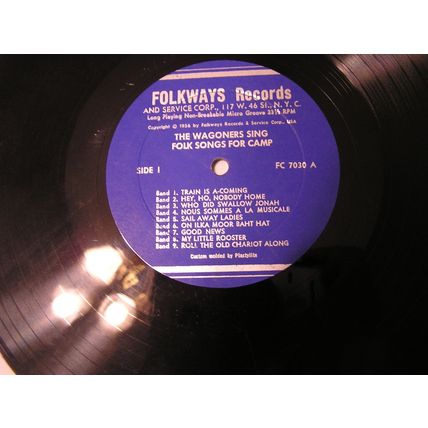 FOLKWAYS Records
AND SERVICE CORP., 117 W. 46 St., N. Y. C.
Long Playing Non-Breakable Micro Groove 33⅓ RPM
Copyright © 1956 by Folkways Records & Service Corp., USA
THE WAGONERS SING
FOLK SONGS FOR CAMP
SIDE I FC 7030 A
Band 1. TRAIN IS A-COMING
Band 2. HEY, HO, NOBODY HOME
Band 3. WHO DID SWALLOW JONAH
Band 4. NOUS SOMMES A LA MUSICALE
Band 5. SAIL AWAY LADIES
Band 6. ON ILKA MOOR BAHT HAT
Band 7. GOOD NEWS
Band 8. MY LITTLE ROOSTER
Band 9. ROLL THE OLD CHARIOT ALONG
Custom molded by Plastylite